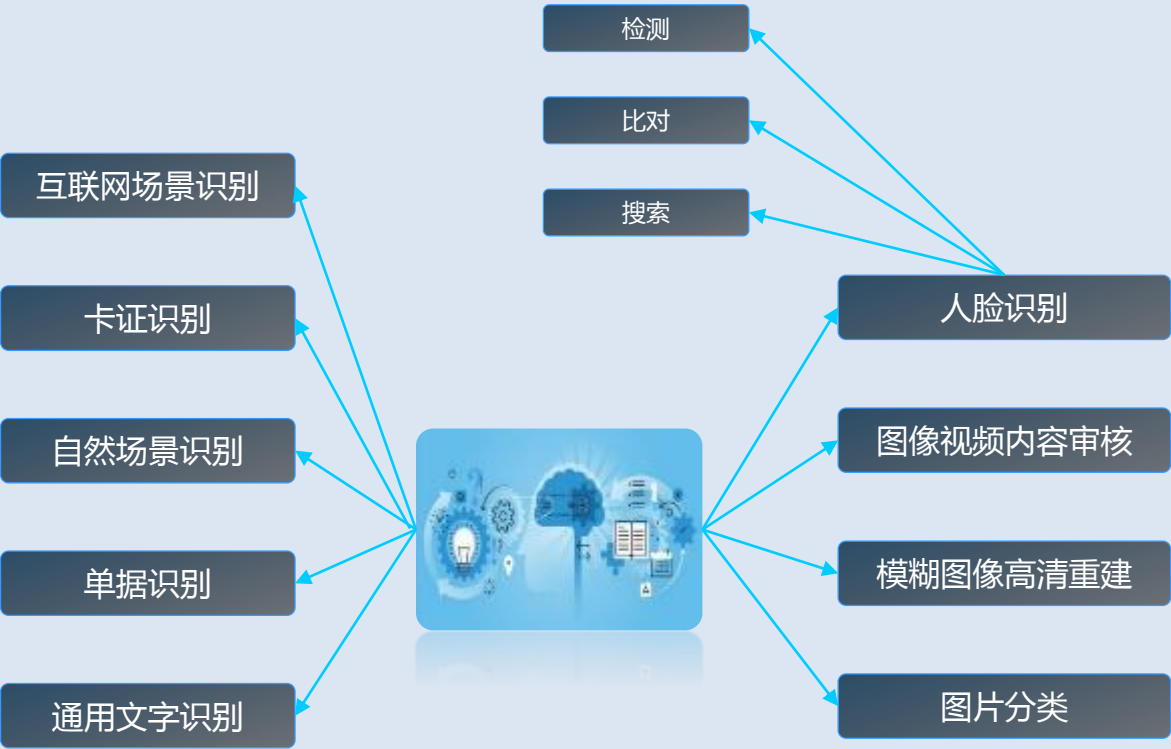 检测
比对
搜索
互联网场景识别
卡证识别
自然场景识别
单据识别
通用文字识别
人脸识别
图像视频内容审核
模糊图像高清重建
图片分类